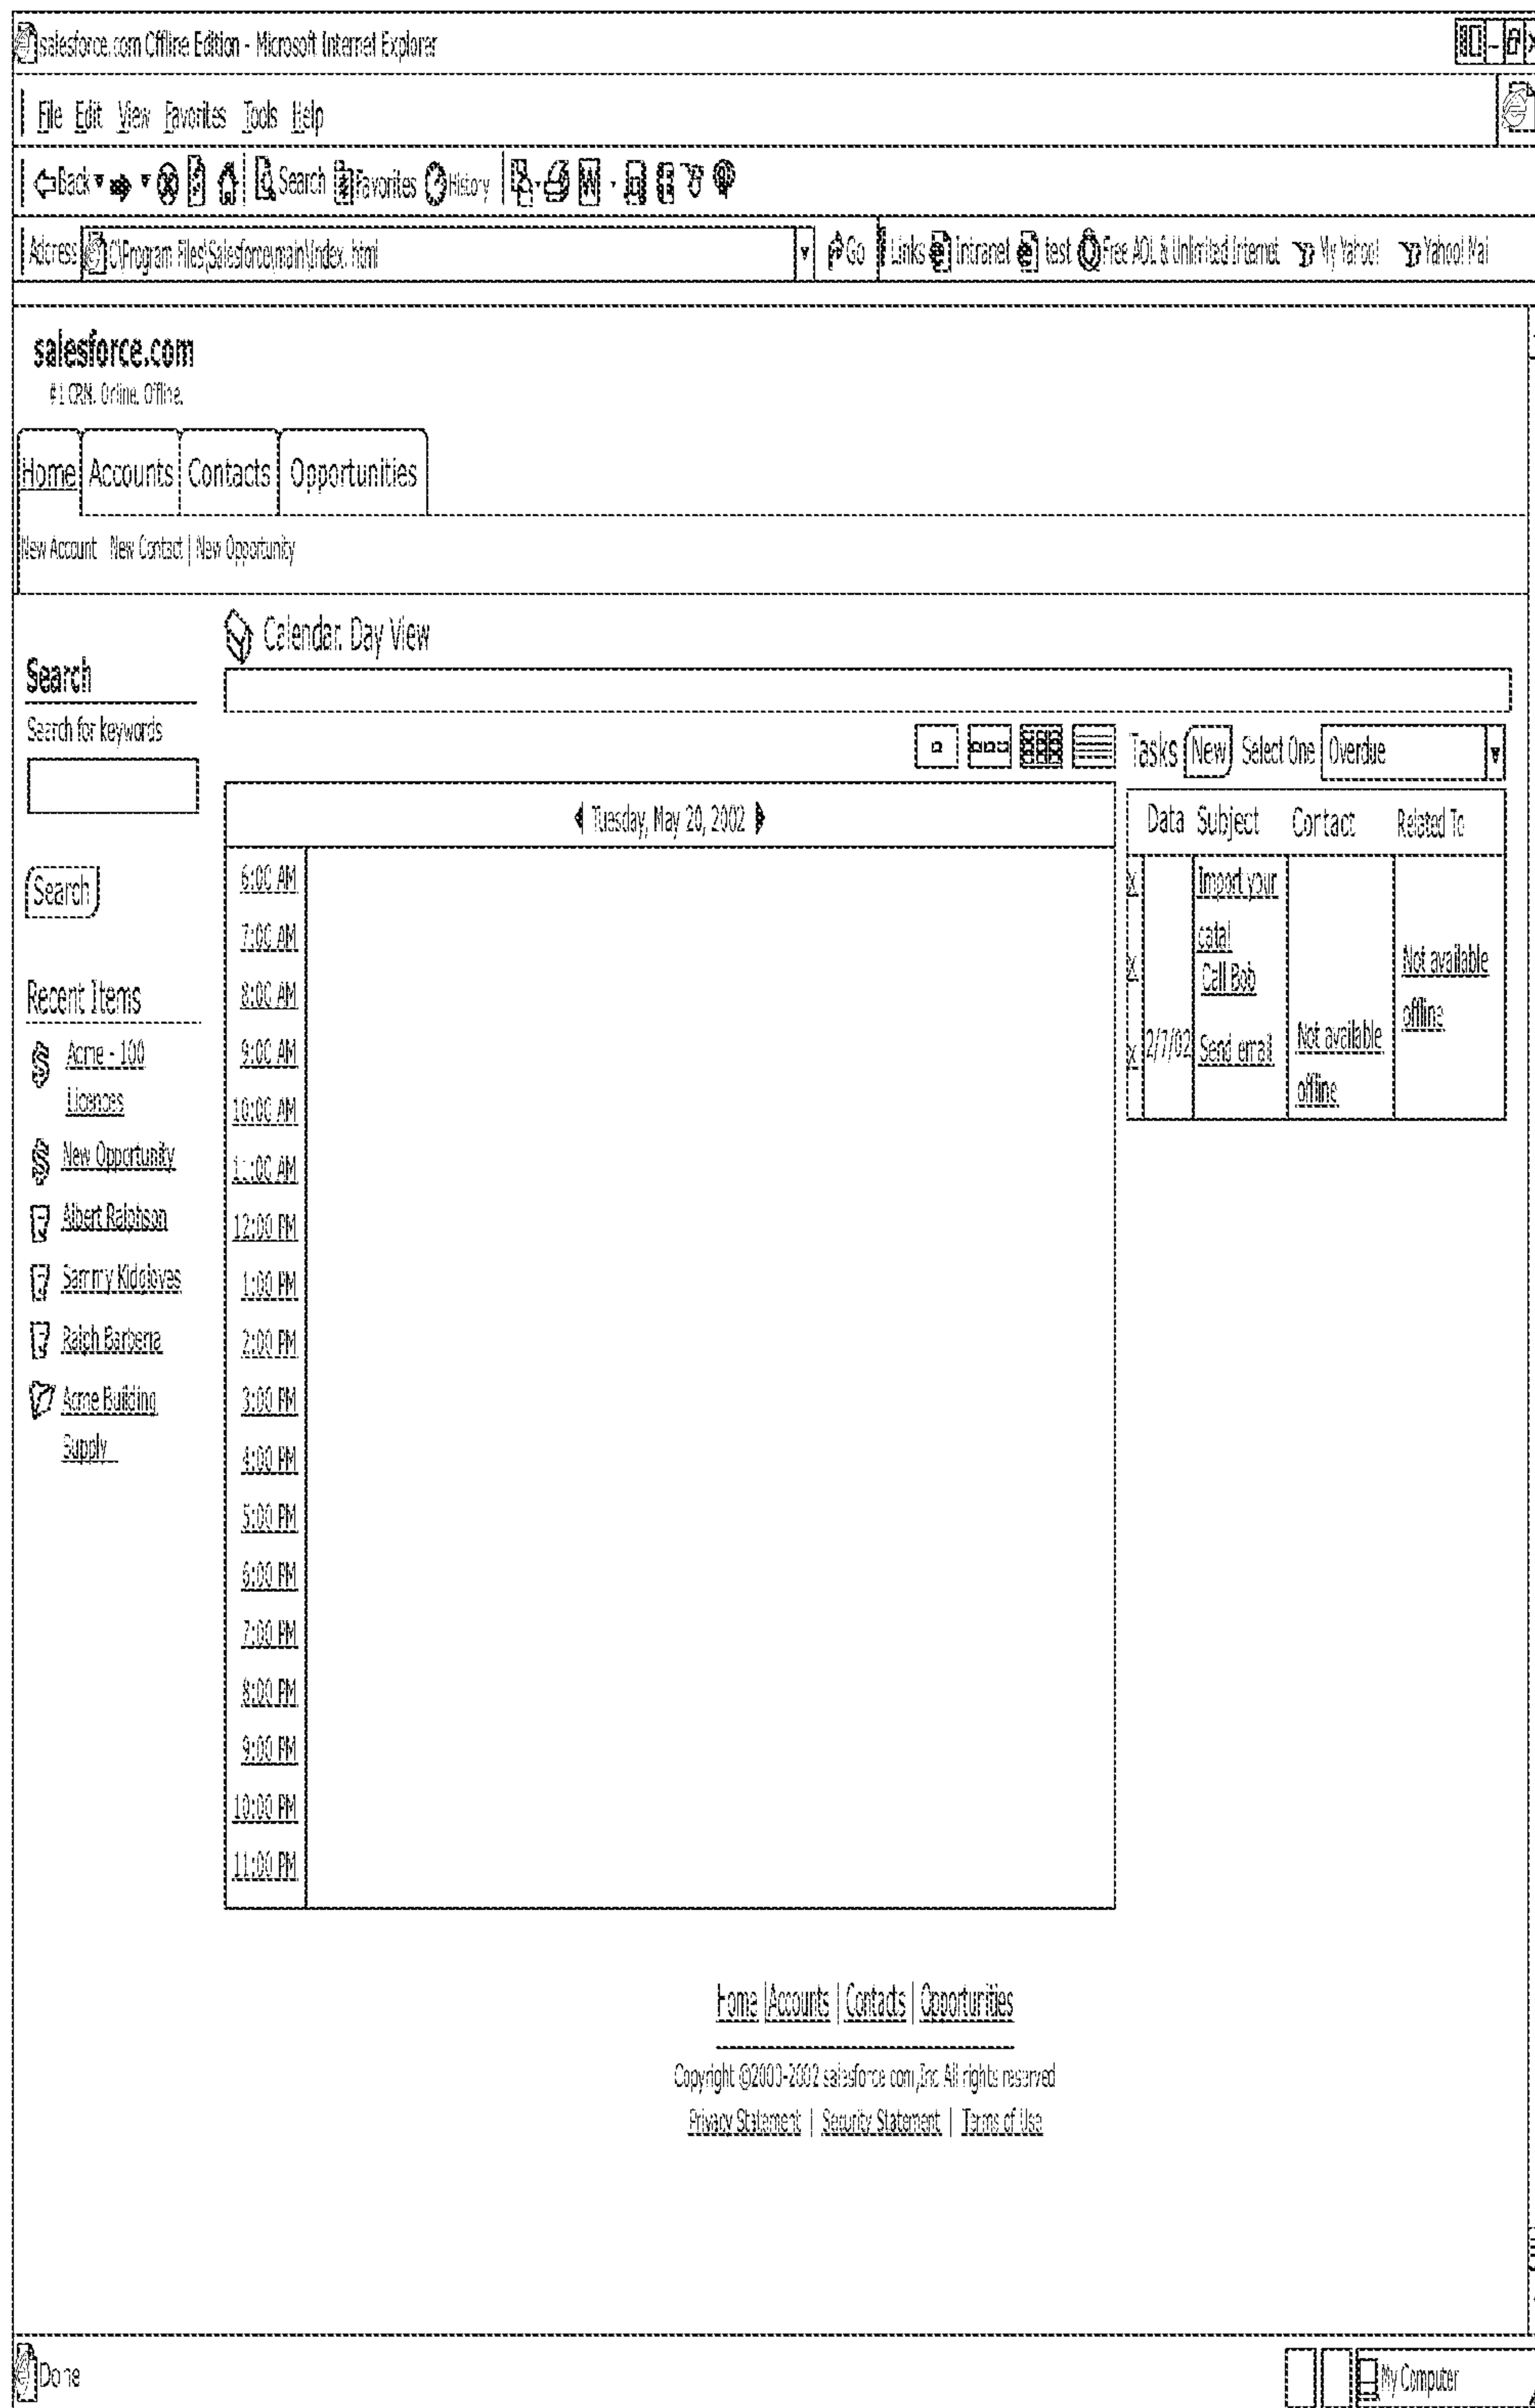 salesforce.com Offline Edition - Microsoft Internet Explorer
File Edit View Favorites Tools Help
Back Search Favorites History W
Address C:\Program Files\Salesforce\main\Index. html Go Links Intranet test Free AOL & Unlimited Internet My Yahoo! Yahoo! Mai
salesforce.com
#1 CRM. Online. Offline.
Home Accounts Contacts Opportunities
New Account New Contact | New Opportunity
Calendar. Day View
Search
Search for keywords
Search
Recent Items
Acme - 100
Licences
New Opportunity
Albert Ralphson
Sammy Kidgloves
Ralph Barberra
Acme Building
Supply
Tuesday, May 20, 2002
6:00 AM
7:00 AM
8:00 AM
9:00 AM
10:00 AM
11:00 AM
12:00 PM
1:00 PM
2:00 PM
3:00 PM
4:00 PM
5:00 PM
6:00 PM
7:00 PM
8:00 PM
9:00 PM
10:00 PM
11:00 PM
Tasks New Select One Overdue
Data Subject Contact Related To
X Import your
catal
X Call Bob
X 2/7/02 Send email
Not available
offline
Not available
offline
Home | Accounts | Contacts | Opportunities
Copyright ©2000-2002 salesforce com,Inc All rights reserved
Privacy Statement | Security Statement | Terms of Use
Done
My Computer